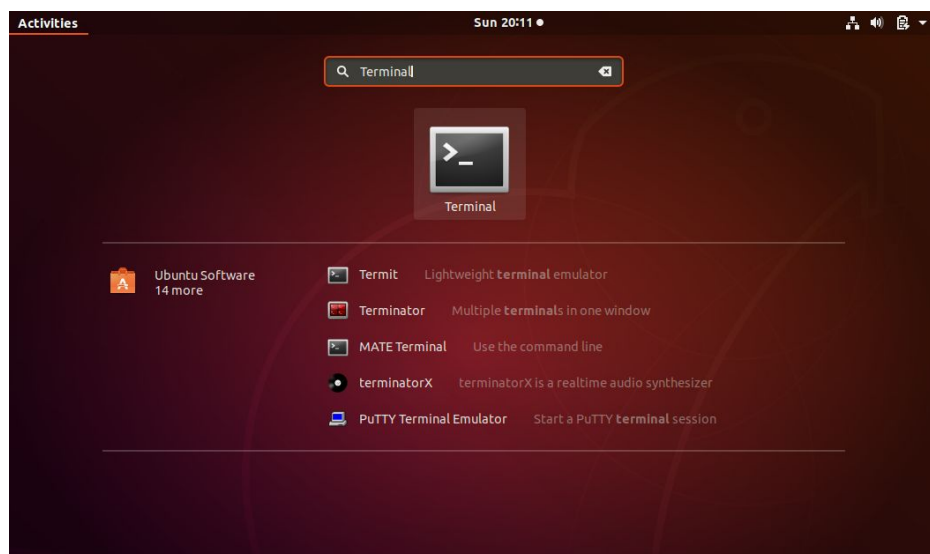 Activities
Sun 20:11
Terminal
Terminal
Ubuntu Software
14 more
Termit Lightweight terminal emulator
Terminator Multiple terminals in one window
MATE Terminal Use the command line
terminatorX terminatorX is a realtime audio synthesizer
PuTTY Terminal Emulator Start a PuTTY terminal session